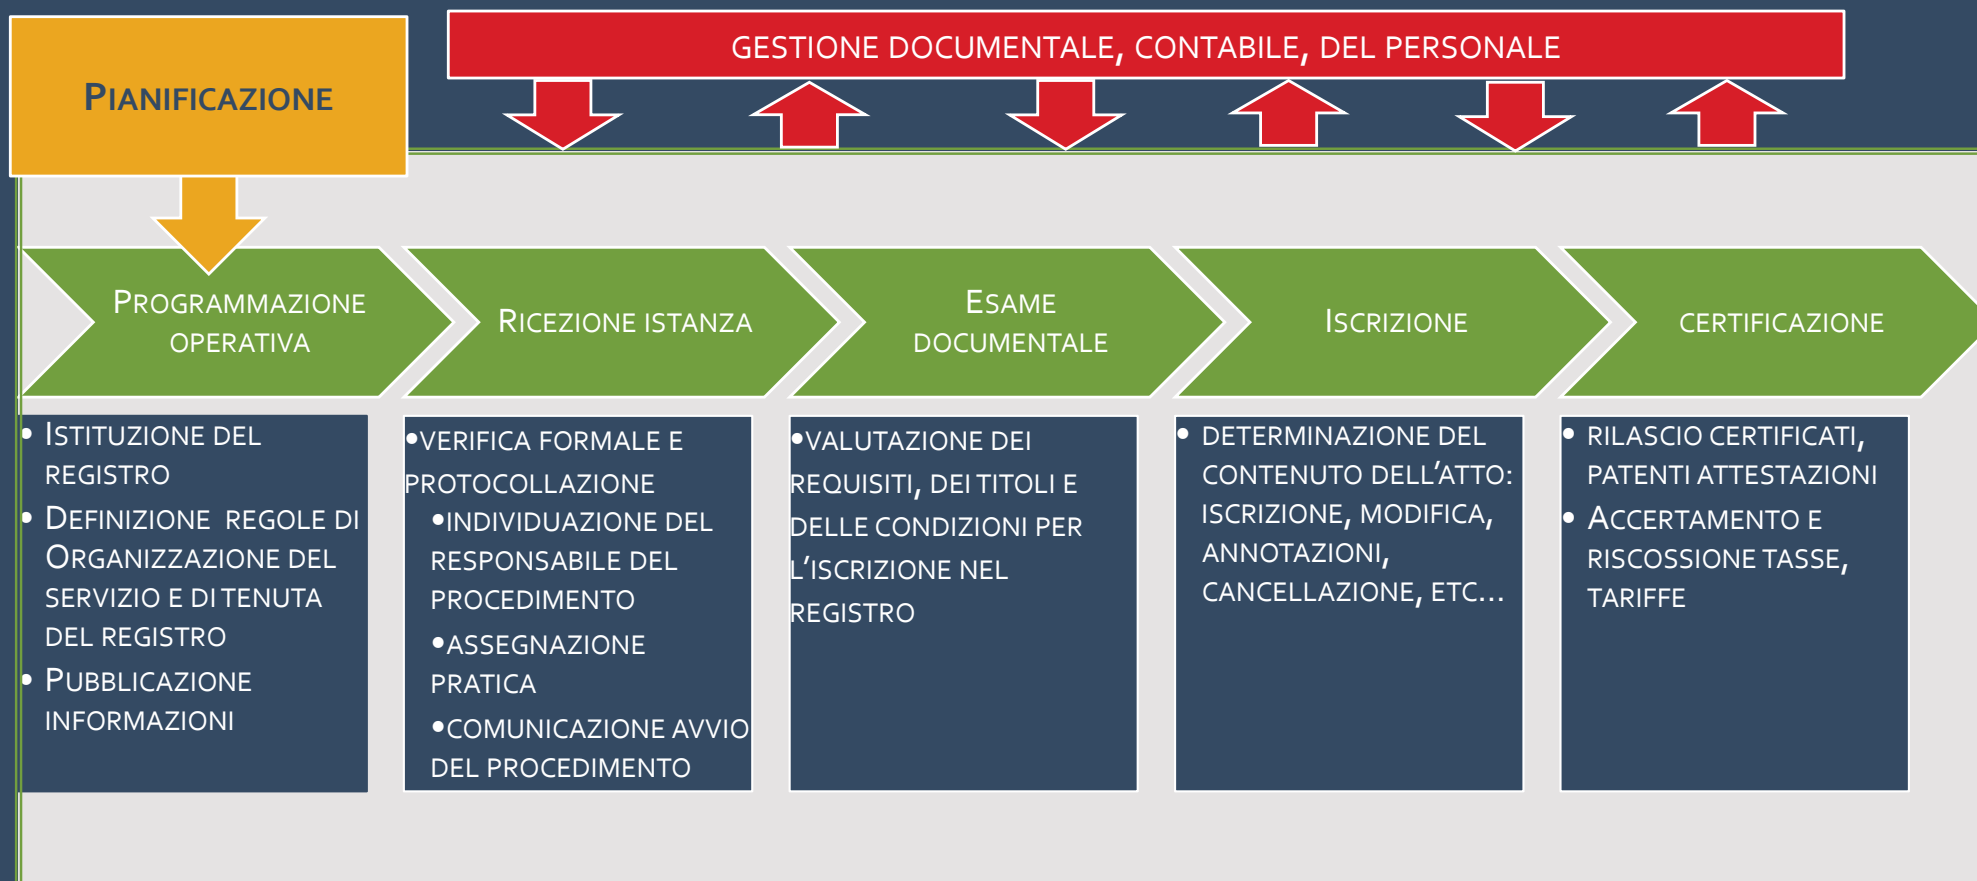 PIANIFICAZIONE
GESTIONE DOCUMENTALE, CONTABILE, DEL PERSONALE
PROGRAMMAZIONE
OPERATIVA
RICEZIONE ISTANZA
ESAME
DOCUMENTALE
ISCRIZIONE
CERTIFICAZIONE
• ISTITUZIONE DEL
REGISTRO
• DEFINIZIONE REGOLE DI
ORGANIZZAZIONE DEL
SERVIZIO E DI TENUTA
DEL REGISTRO
• PUBBLICAZIONE
INFORMAZIONI
•VERIFICA FORMALE E
PROTOCOLLAZIONE
•INDIVIDUAZIONE DEL
RESPONSABILE DEL
PROCEDIMENTO
•ASSEGNAZIONE
PRATICA
•COMUNICAZIONE AVVIO
DEL PROCEDIMENTO
•VALUTAZIONE DEI
REQUISITI, DEI TITOLI E
DELLE CONDIZIONI PER
L'ISCRIZIONE NEL
REGISTRO
• DETERMINAZIONE DEL
CONTENUTO DELL'ATTO:
ISCRIZIONE, MODIFICA,
ANNOTAZIONI,
CANCELLAZIONE, ETC...
• RILASCIO CERTIFICATI,
PATENTI ATTESTAZIONI
• ACCERTAMENTO E
RISCOSSIONE TASSE,
TARIFFE